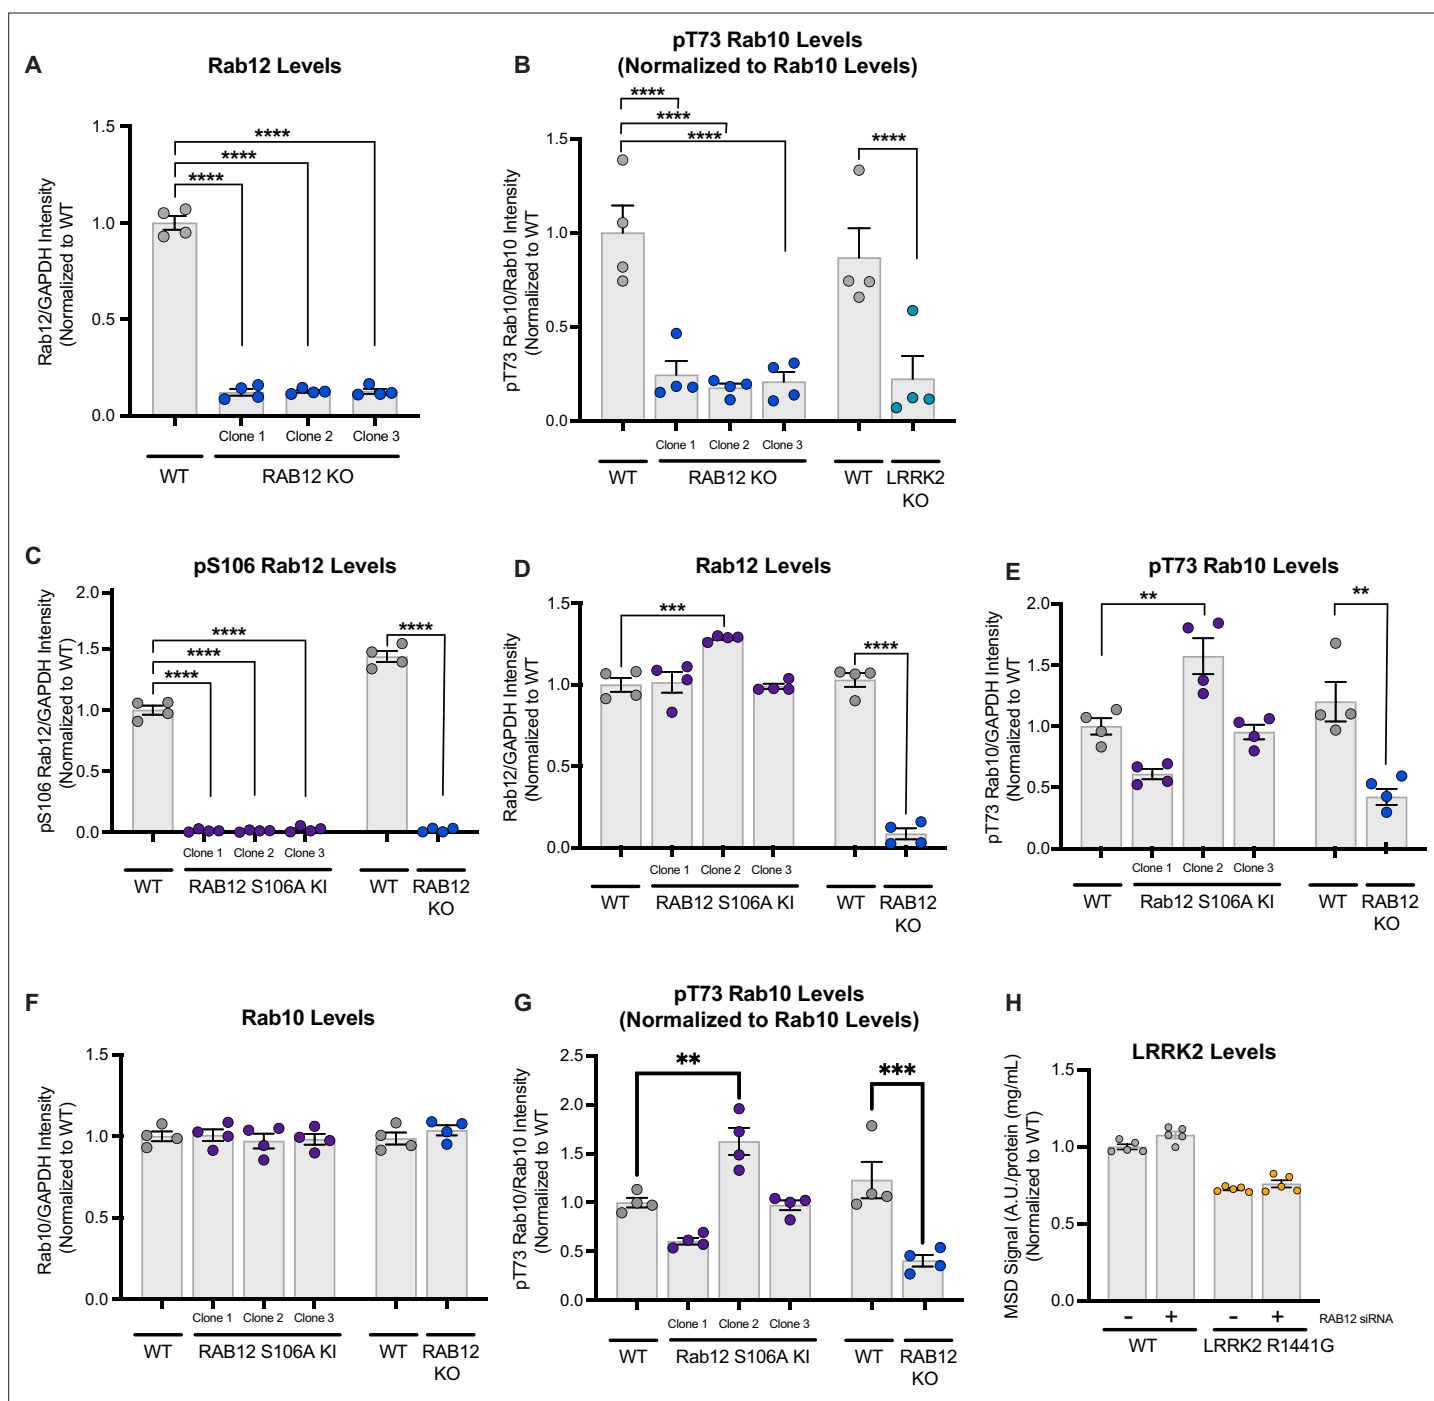 A
Rab12 Levels
Rab12/GAPDH Intensity
(Normalized to WT)
1.5
1.0
0.5
0.0
****
****
****
Clone 1
Clone 2
Clone 3
WT
RAB12 KO
B
pT73 Rab10 Levels
(Normalized to Rab10 Levels)
pT73 Rab10/Rab10 Intensity
(Normalized to WT
1.5
1.0
0.5
0.0
****
****
****
****
Clone 1
Clone 2
Clone 3
WT
RAB12 KO
WT
LRRK2
KO
C
pS106 Rab12 Levels
pS106 Rab12/GAPDH Intensity
(Normalized to WT)
2.0
1.5
1.0
0.5
0.0
****
****
****
****
Clone 1
Clone 2
Clone 3
WT
RAB12 S106A KI
WT
RAB12
KO
D
Rab12 Levels
Rab12/GAPDH Intensity
(Normalized to WT)
1.5
1.0
0.5
0.0
***
****
Clone 1
Clone 2
Clone 3
WT
RAB12 S106A KI
WT
RAB12
KO
E
pT73 Rab10 Levels
pT73 Rab10/GAPDH Intensity
(Normalized to WT)
2.0
1.5
1.0
0.5
0.0
**
**
Clone 1
Clone 2
Clone 3
WT
Rab12 S106A KI
WT
RAB12
KO
F
Rab10 Levels
Rab10/GAPDH Intensity
(Normalized to WT)
1.5
1.0
0.5
0.0
Clone 1
Clone 2
Clone 3
WT
RAB12 S106A KI
WT
RAB12
KO
G
pT73 Rab10 Levels
(Normalized to Rab10 Levels)
pT73 Rab10/Rab10 Intensity
(Normalized to WT
2.5
2.0
1.5
1.0
0.5
0.0
**
***
Clone 1
Clone 2
Clone 3
WT
Rab12 S106A KI
WT
RAB12
KO
H
LRRK2 Levels
MSD Signal (A.U./protein (mg/mL)
(Normalized to WT)
1.5
1.0
0.5
0.0
- + - + RAB12 siRNA
WT
LRRK2 R1441G